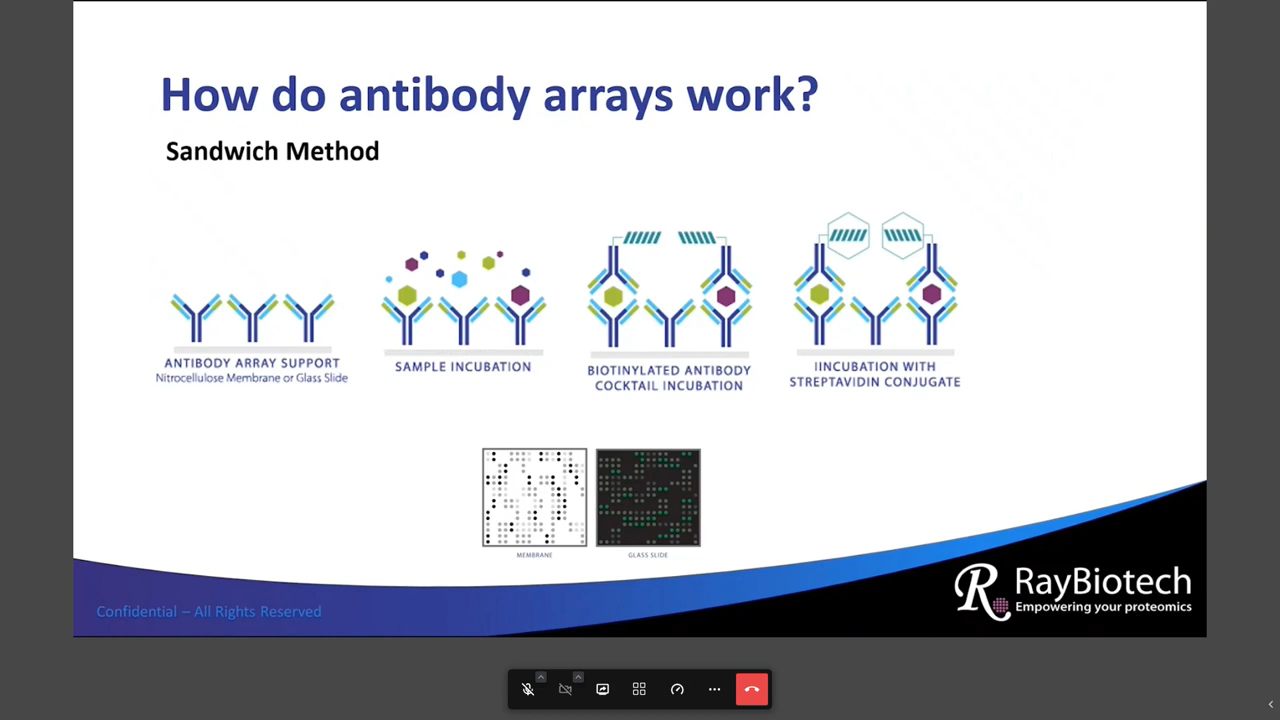 How do antibody arrays work?
Sandwich Method
ANTIBODY ARRAY SUPPORT
Nitrocellulose Membrane or Glass Slide
SAMPLE INCUBATION
BIOTINYLATED ANTIBODY
COCKTAIL INCUBATION
IINCUBATION WITH
STREPTAVIDIN CONJUGATE
MEMBRANE
GLASS SLIDE
Confidential – All Rights Reserved
R
RayBiotech
Empowering your proteomics